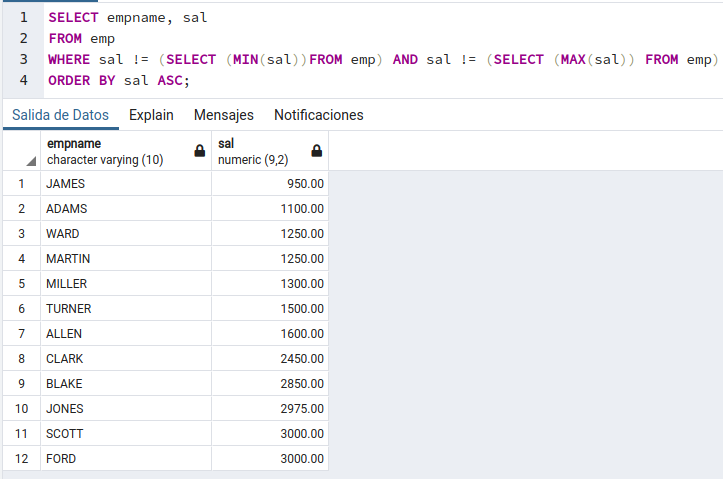 1 SELECT empname, sal
2 FROM emp
3 WHERE sal != (SELECT (MIN(sal))FROM emp) AND sal != (SELECT (MAX(sal)) FROM emp)
4 ORDER BY sal ASC;
Salida de Datos Explain Mensajes Notificaciones
empname sal
character varying (10) numeric (9,2)
1 JAMES 950.00
2 ADAMS 1100.00
3 WARD 1250.00
4 MARTIN 1250.00
5 MILLER 1300.00
6 TURNER 1500.00
7 ALLEN 1600.00
8 CLARK 2450.00
9 BLAKE 2850.00
10 JONES 2975.00
11 SCOTT 3000.00
12 FORD 3000.00